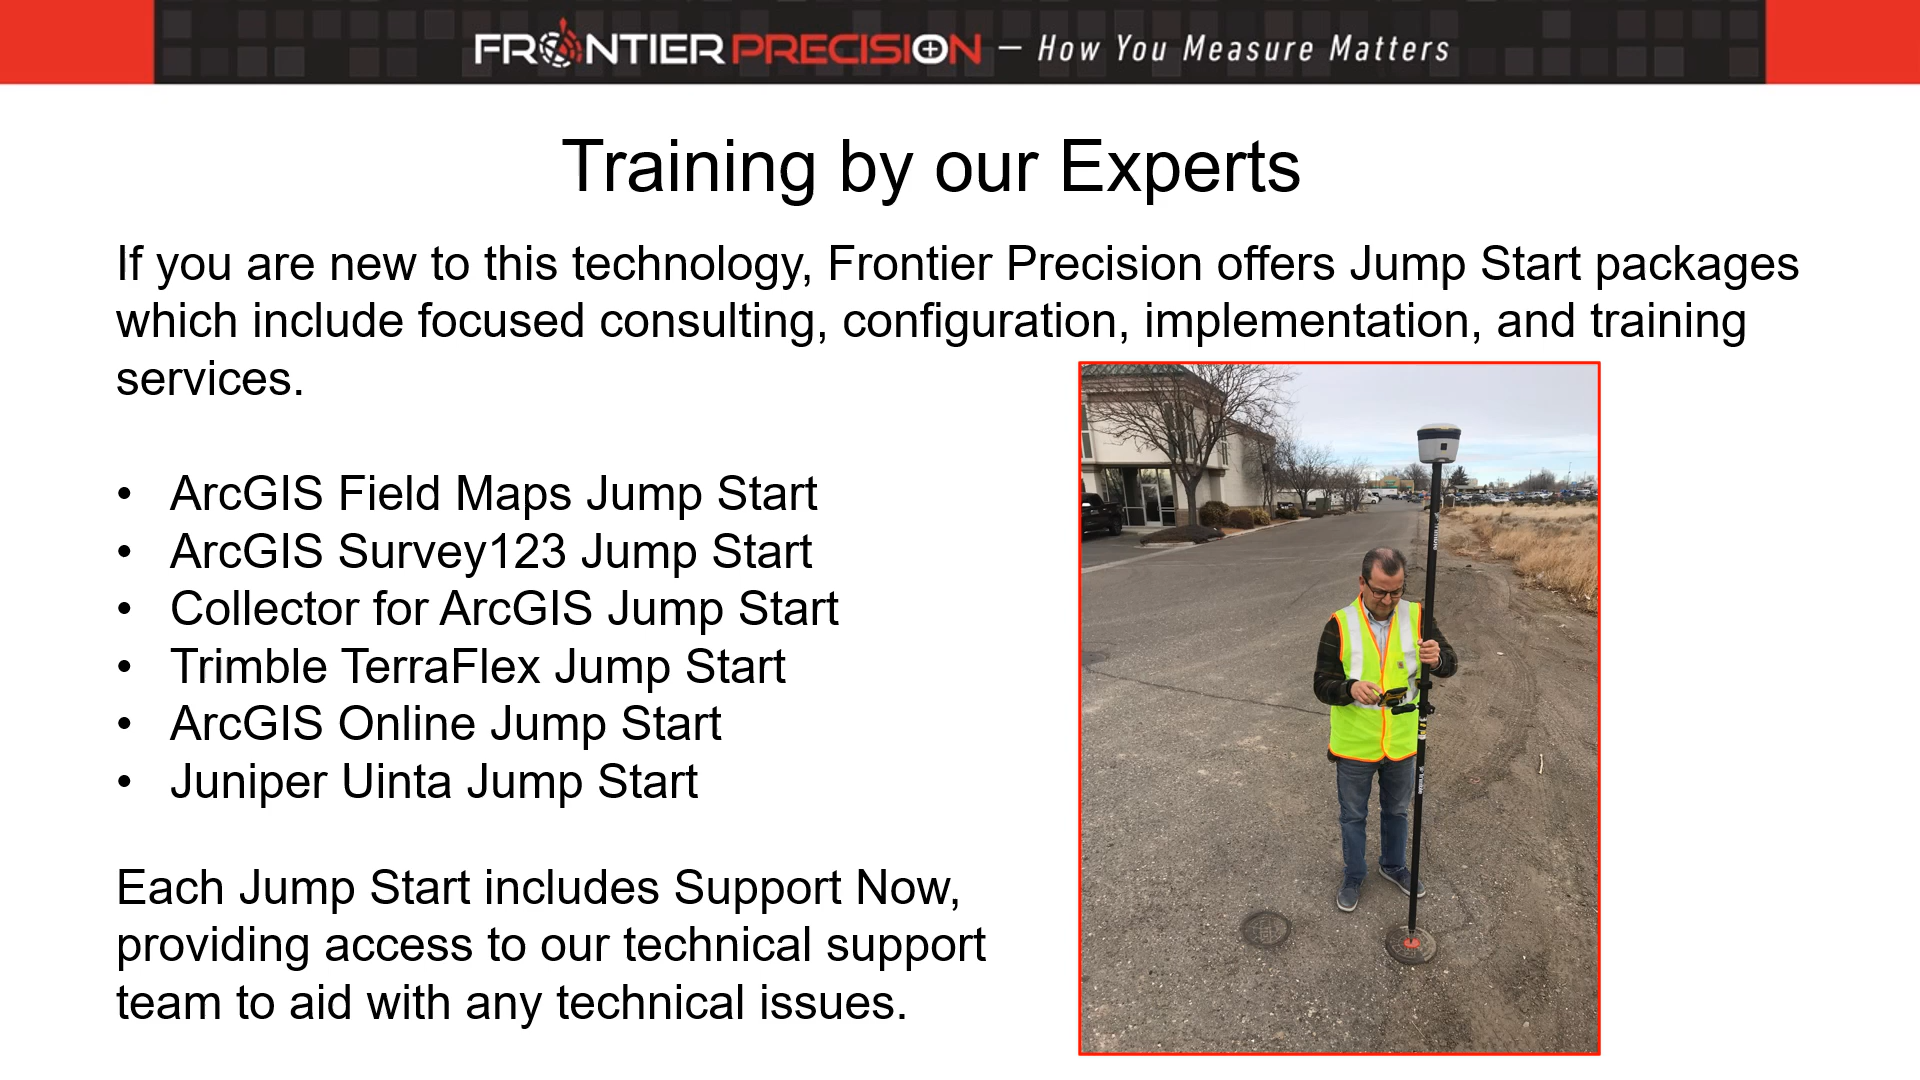 FRONTIER PRECISION — How You Measure Matters
Training by our Experts
If you are new to this technology, Frontier Precision offers Jump Start packages
which include focused consulting, configuration, implementation, and training
services.
• ArcGIS Field Maps Jump Start
• ArcGIS Survey123 Jump Start
• Collector for ArcGIS Jump Start
• Trimble TerraFlex Jump Start
• ArcGIS Online Jump Start
• Juniper Uinta Jump Start
Each Jump Start includes Support Now,
providing access to our technical support
team to aid with any technical issues.
Trimble
Trimble